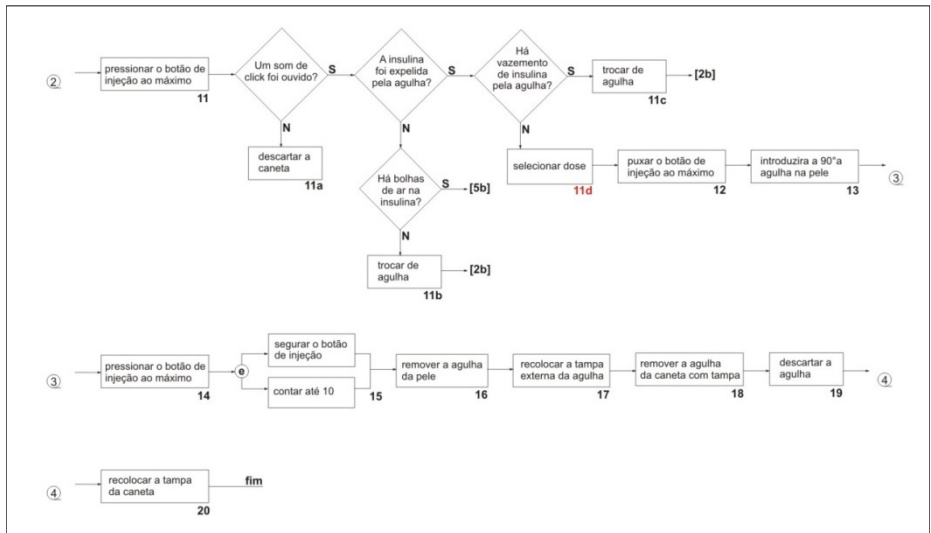 2
pressionar o botão de
injeção ao máximo
11
Um som de
click foi ouvido?
S
N
descartar a
caneta
11a
A insulina
foi expelida
pela agulha?
S
N
Há bolhas
de ar na
insulina?
S
[5b]
N
trocar de
agulha
[2b]
11b
Há
vazemento
de insulina
pela agulha?
S
trocar de
agulha
[2b]
11c
N
selecionar dose
11d
puxar o botão de
injeção ao máximo
12
introduzira a 90°a
agulha na pele
13
3
3
pressionar o botão de
injeção ao máximo
14
e
segurar o botão
de injeção
contar até 10
15
remover a agulha
da pele
16
recolocar a tampa
externa da agulha
17
remover a agulha
da caneta com tampa
18
descartar a
agulha
19
4
4
recolocar a tampa
da caneta
20
fim